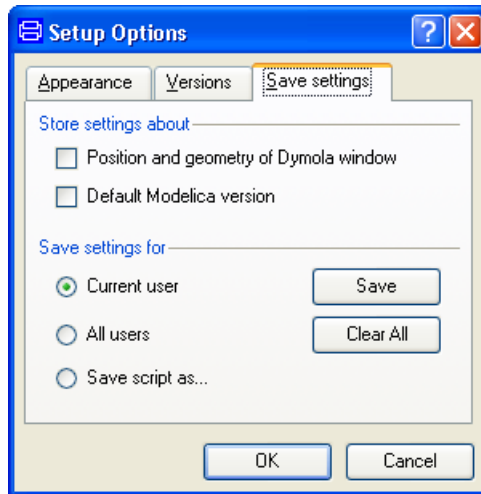 Setup Options
Appearance Versions Save settings
Store settings about
Position and geometry of Dymola window
Default Modelica version
Save settings for
Current user Save
All users Clear All
Save script as...
OK Cancel